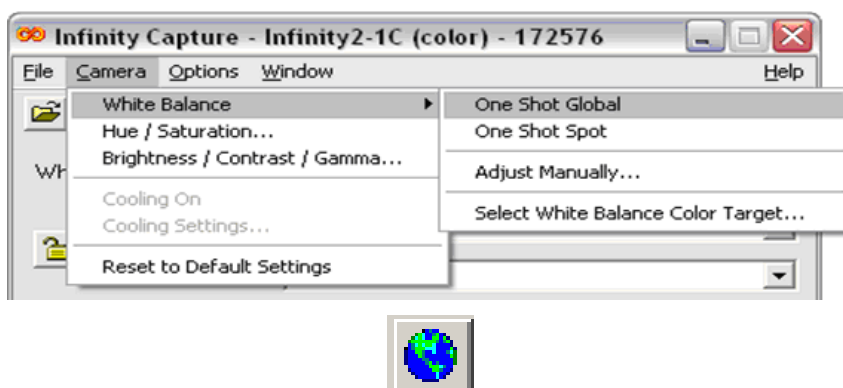 Infinity Capture - Infinity2-1C (color) - 172576
File Camera Options Window Help
White Balance
Hue / Saturation...
Brightness / Contrast / Gamma...
Cooling On
Cooling Settings...
Reset to Default Settings
One Shot Global
One Shot Spot
Adjust Manually...
Select White Balance Color Target...
Wh